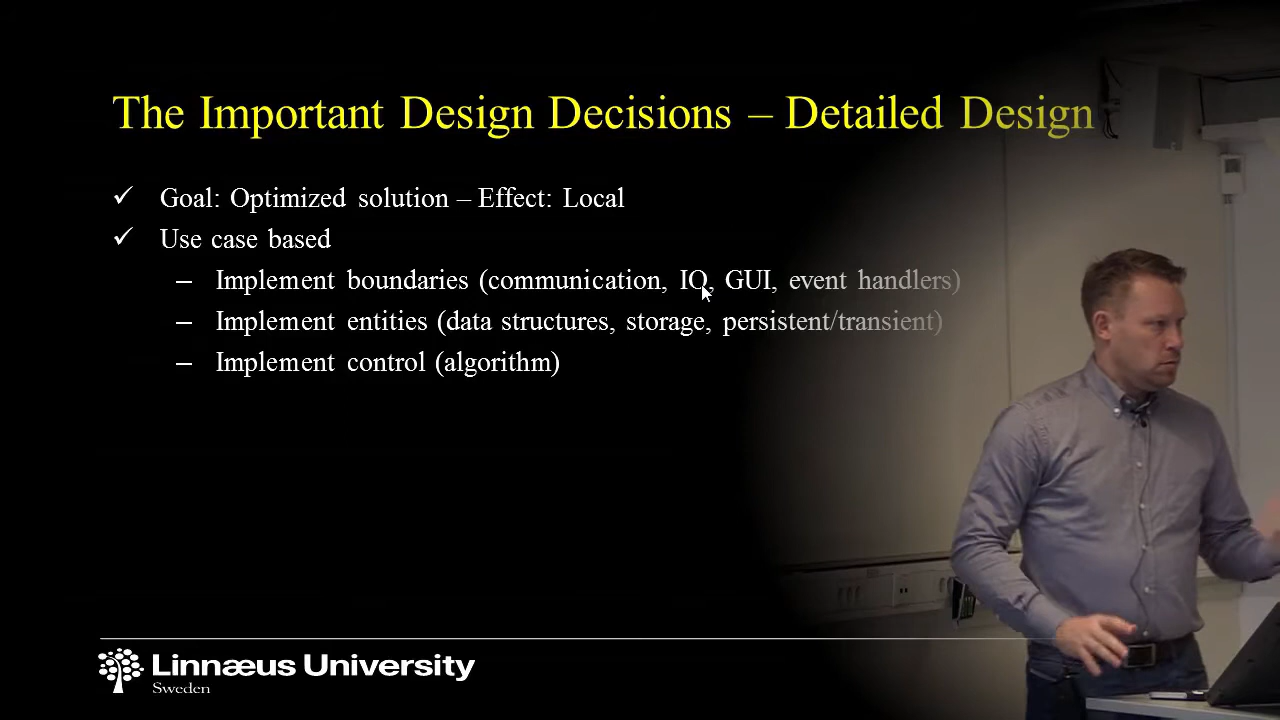 The Important Design Decisions – Detailed Design
✓ Goal: Optimized solution – Effect: Local
✓ Use case based
– Implement boundaries (communication, IO, GUI, event handlers)
– Implement entities (data structures, storage, persistent/transient)
– Implement control (algorithm)
Linnæus University
Sweden